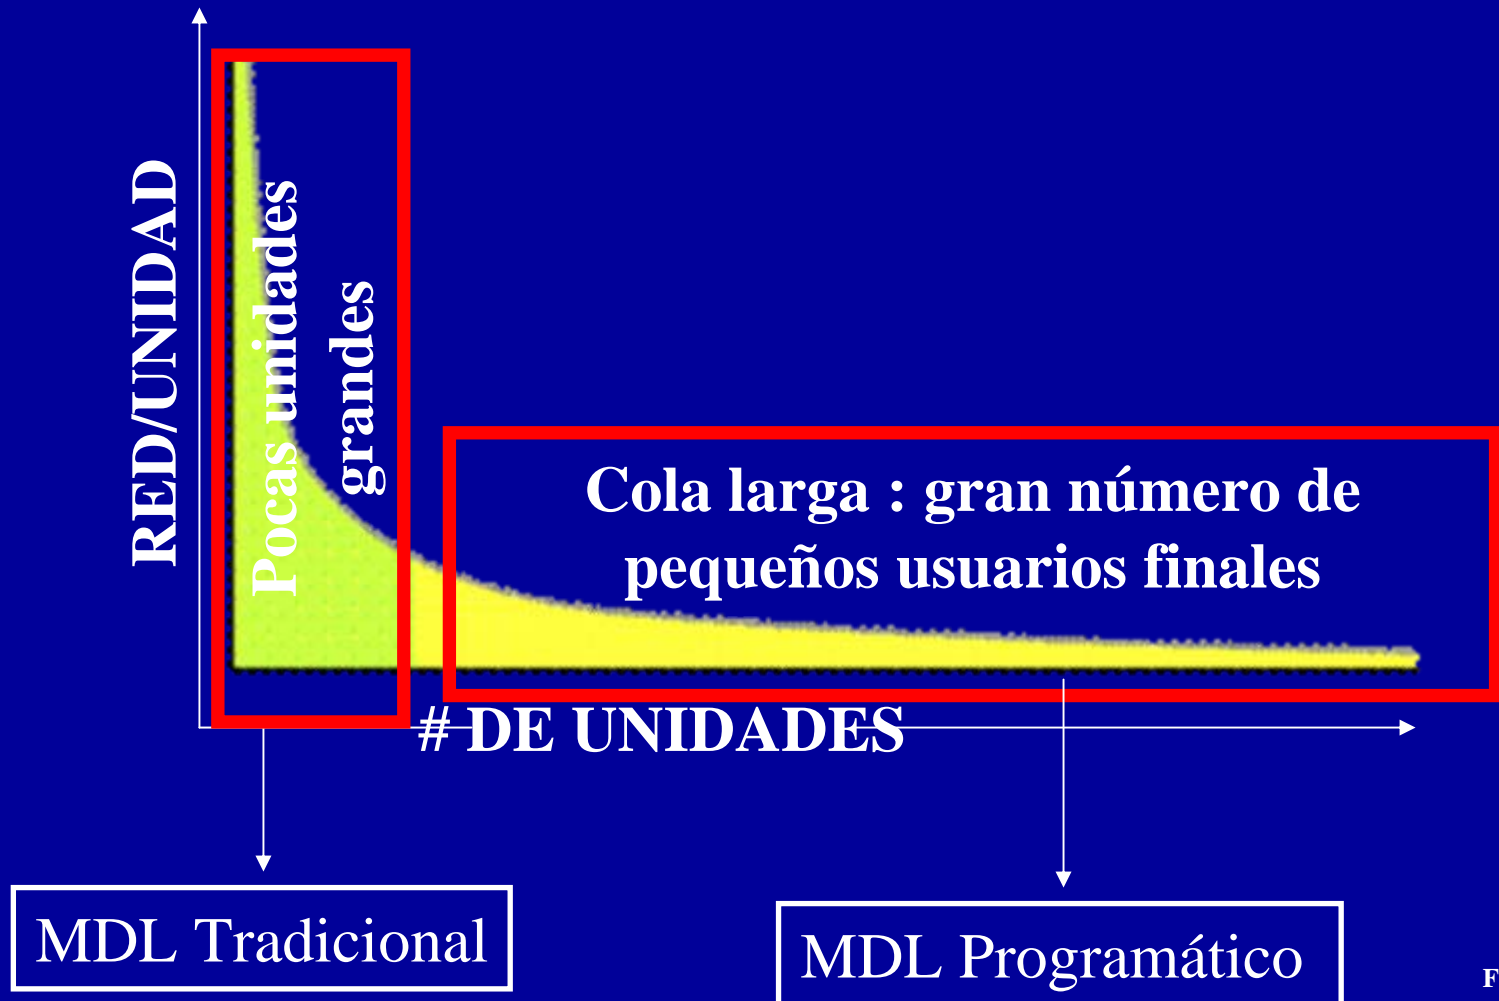 RED/UNIDAD
Pocas unidades
grandes
Cola larga : gran número de
pequeños usuarios finales
# DE UNIDADES
MDL Tradicional
MDL Programático
F